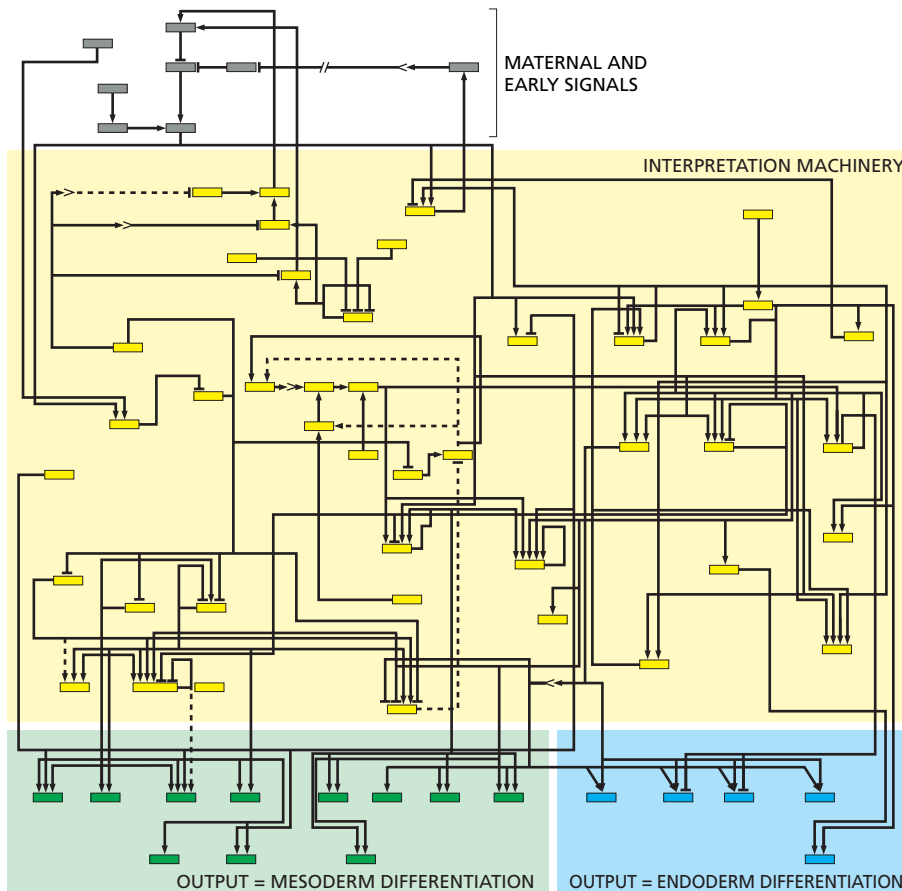 MATERNAL AND
EARLY SIGNALS
INTERPRETATION MACHINERY
OUTPUT = MESODERM DIFFERENTIATION
OUTPUT = ENDODERM DIFFERENTIATION